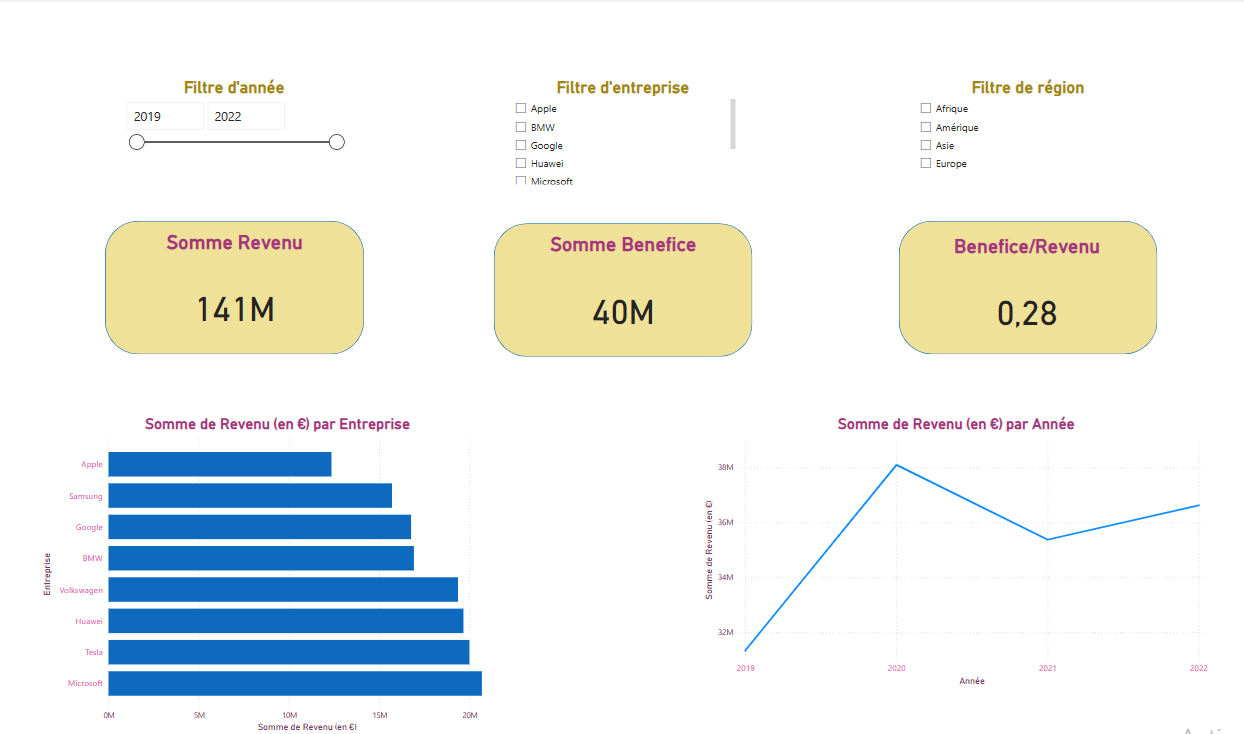 Filtre d'année
2019
2022
Filtre d'entreprise
Apple
BMW
Google
Huawei
Microsoft
Filtre de région
Afrique
Amérique
Asie
Europe
Somme Revenu
141M
Somme Benefice
40M
Benefice/Revenu
0,28
Somme de Revenu (en €) par Entreprise
Entreprise
Apple
Samsung
Google
BMW
Volkswagen
Huawei
Tesla
Microsoft
0M 5M 10M 15M 20M
Somme de Revenu (en €)
Somme de Revenu (en €) par Année
Somme de Revenu (en €)
38M
36M
34M
32M
2019 2020 2021 2022
Année